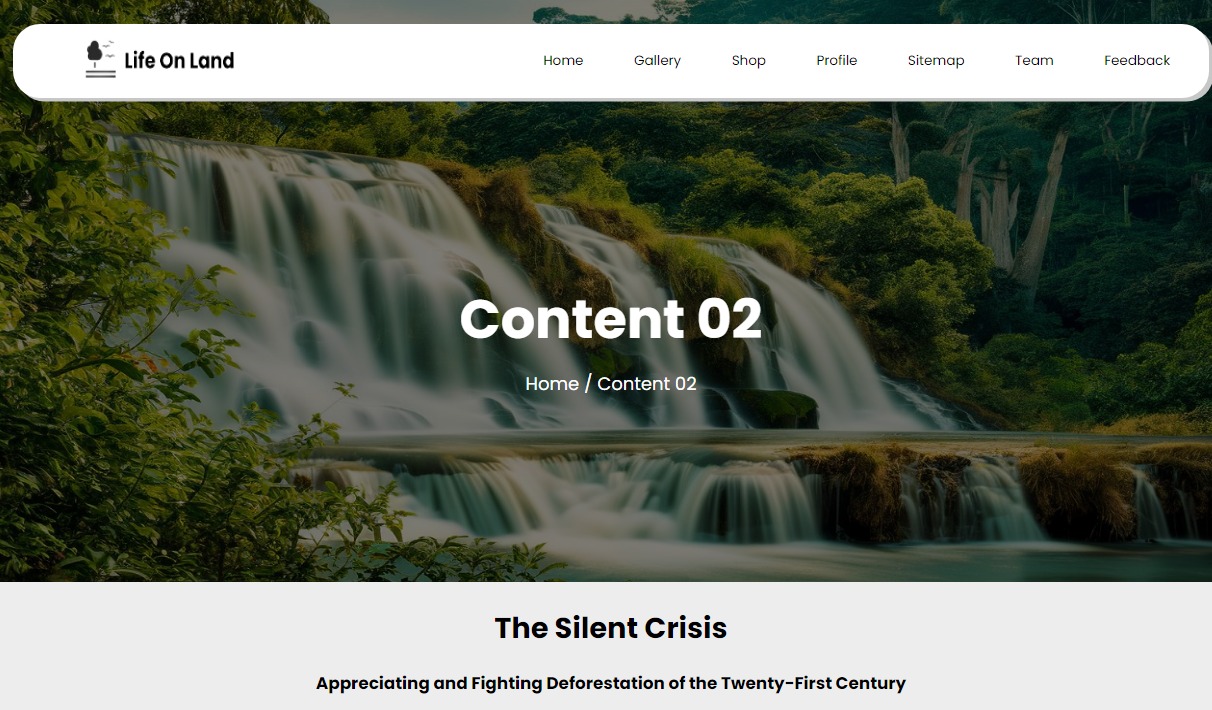 Life On Land
Home Gallery Shop Profile Sitemap Team Feedback
Content 02
Home / Content 02
The Silent Crisis
Appreciating and Fighting Deforestation of the Twenty-First Century